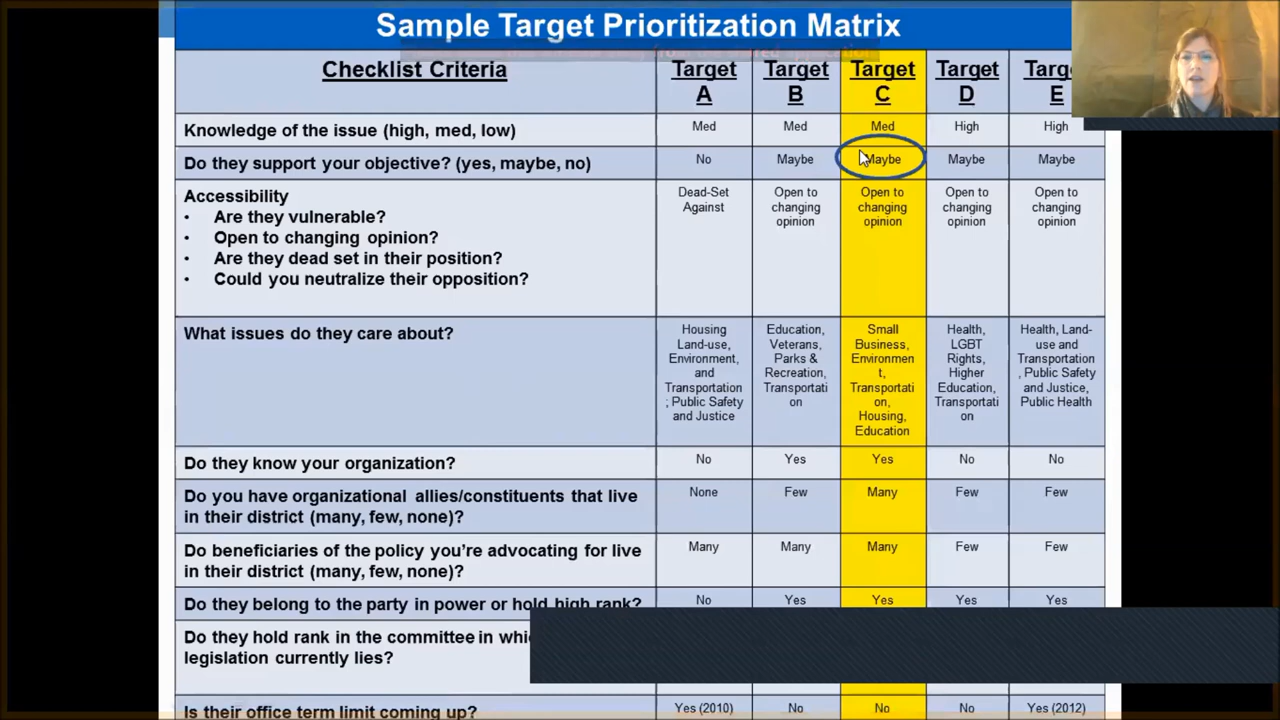 Sample Target Prioritization Matrix
Checklist Criteria
Target
A
Target
B
Target
C
Target
D
E
Knowledge of the issue (high, med, low)
Med
Med
Med
High
High
Do they support your objective? (yes, maybe, no)
No
Maybe
Maybe
Maybe
Maybe
Accessibility
• Are they vulnerable?
• Open to changing opinion?
• Are they dead set in their position?
• Could you neutralize their opposition?
Dead-Set
Against
Open to
changing
opinion
Open to
changing
opinion
Open to
changing
opinion
Open to
changing
opinion
What issues do they care about?
Housing
Land-use,
Environment,
and
Transportation
; Public Safety
and Justice
Education,
Veterans,
Parks &
Recreation,
Transportati
on
Small
Business,
Environmen
t,
Transportati
on,
Housing,
Education
Health,
LGBT
Rights,
Higher
Education,
Transportati
on
Health, Land-
use and
Transportation
, Public Safety
and Justice,
Public Health
Do they know your organization?
No
Yes
Yes
No
No
Do you have organizational allies/constituents that live
in their district (many, few, none)?
None
Few
Many
Few
Few
Do beneficiaries of the policy you're advocating for live
in their district (many, few, none)?
Many
Many
Many
Few
Few
Do they belong to the party in power or hold high rank?
No
Yes
Yes
Yes
Yes
Do they hold rank in the committee in
legislation currently lies?
Is their office term limit coming up?
Yes (2010)
No
No
No
Yes (2012)